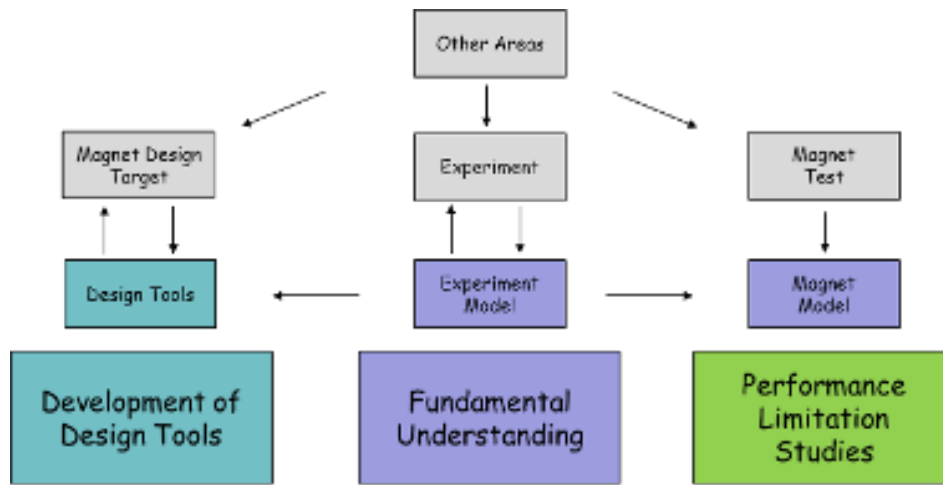 Other Areas
Magnet Design
Target
Experiment
Magnet
Test
Design Tools
Experiment
Model
Magnet
Model
Development of
Design Tools
Fundamental
Understanding
Performance
Limitation
Studies